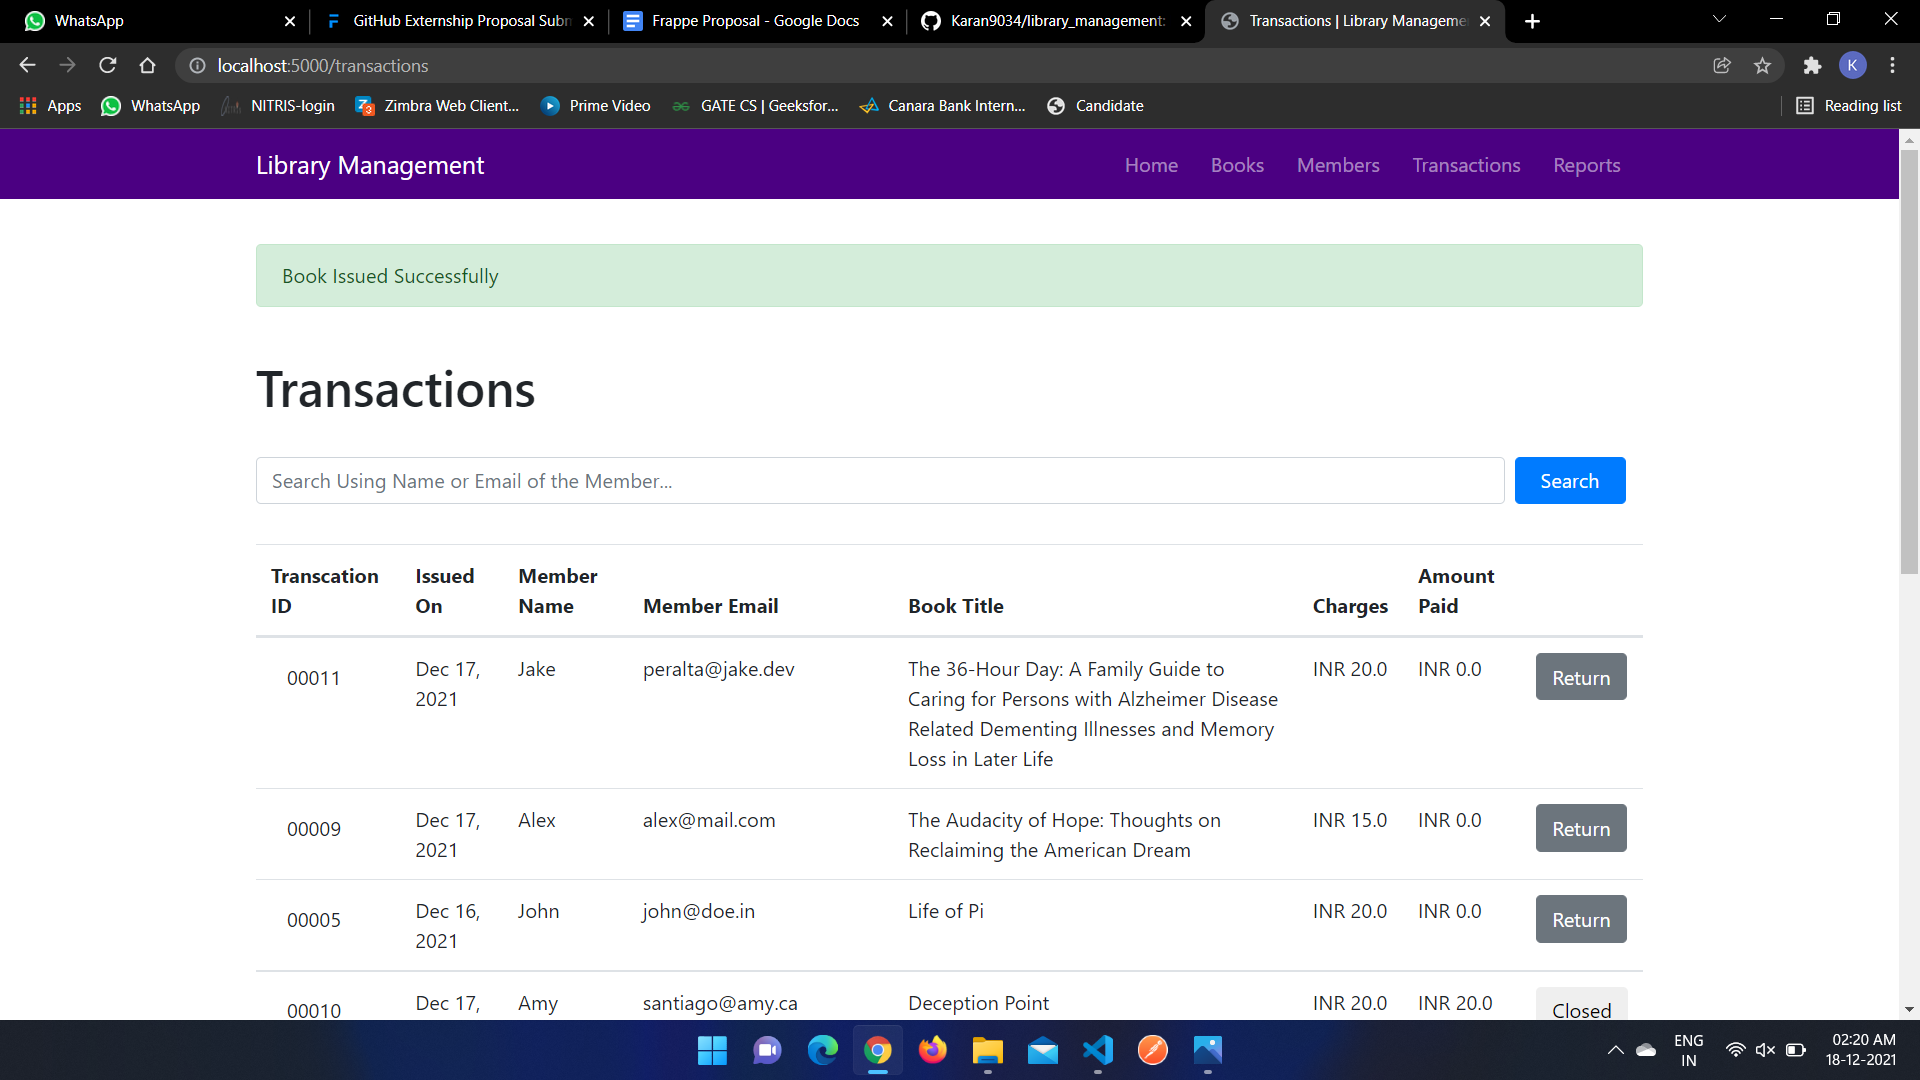 WhatsApp
GitHub Externship Proposal Subm
Frappe Proposal - Google Docs
Karan9034/library_management:
Transactions | Library Manageme
localhost:5000/transactions
K
Apps
WhatsApp
NITRIS-login
Zimbra Web Client...
Prime Video
GATE CS | Geeksfor...
Canara Bank Intern...
Candidate
Reading list
Library Management
Home
Books
Members
Transactions
Reports
Book Issued Successfully
Transactions
Search Using Name or Email of the Member...
Search
Transcation ID
Issued On
Member Name
Member Email
Book Title
Charges
Amount Paid
00011
Dec 17, 2021
Jake
peralta@jake.dev
The 36-Hour Day: A Family Guide to
Caring for Persons with Alzheimer Disease
Related Dementing Illnesses and Memory
Loss in Later Life
INR 20.0
INR 0.0
Return
00009
Dec 17, 2021
Alex
alex@mail.com
The Audacity of Hope: Thoughts on
Reclaiming the American Dream
INR 15.0
INR 0.0
Return
00005
Dec 16, 2021
John
john@doe.in
Life of Pi
INR 20.0
INR 0.0
Return
00010
Dec 17,
Amy
santiago@amy.ca
Deception Point
INR 20.0
INR 20.0
Closed
ENG
IN
02:20 AM
18-12-2021